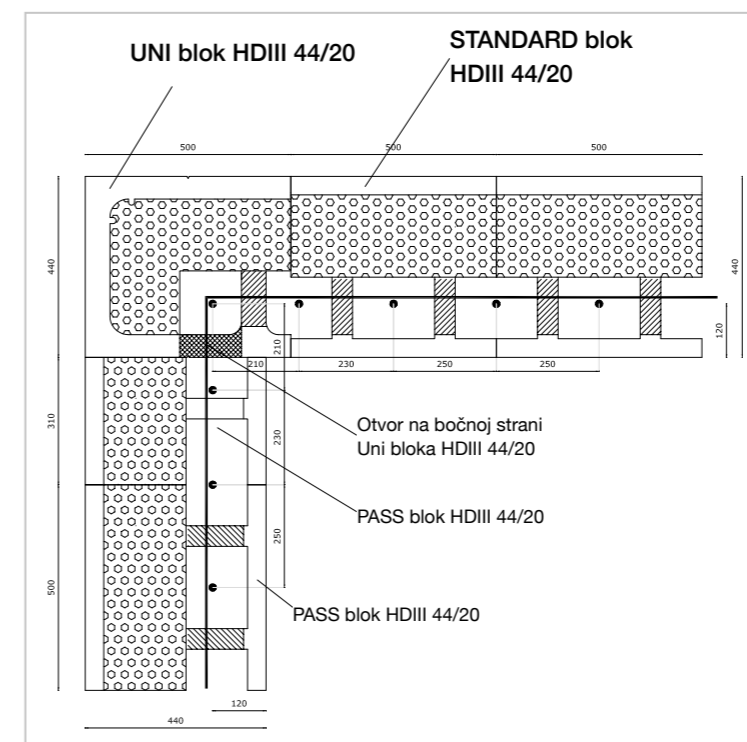 UNI blok HDIII 44/20
STANDARD blok
HDIII 44/20
500
500
500
440
440
120
210
210
230
250
250
310
Otvor na bočnoj strani
Uni bloka HDIII 44/20
230
PASS blok HDIII 44/20
250
500
PASS blok HDIII 44/20
120
440